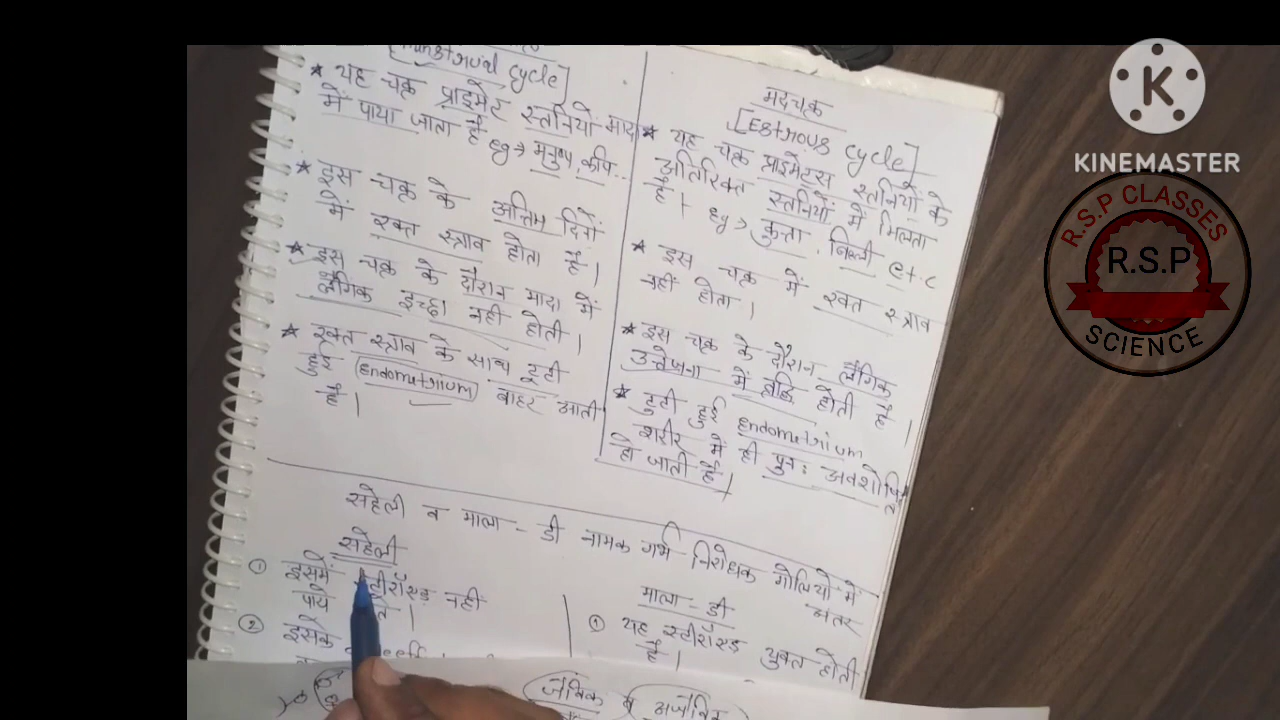 [Menstrual Cycle]
★ यह चक्र प्राइमेट स्तनियों मादा
में पाया जाता है
eg → मनुष्य, कपि...
★ इस चक्र के अन्तिम दिनों
में रक्त स्त्राव होता है।
★ इस चक्र के दौरान मादा में
लैंगिक इच्छा नही होती।
★ रक्त स्त्राव के साथ टूटी
हुई (endometrium) बाहर आती
है।
मदचक्र
[Estrous Cycle]
★ यह चक्र प्राइमेट्स स्तनियों के
अतिरिक्त स्तनियों में मिलता
है। eg → कुत्ता, बिल्ली e.t.c
★ इस चक्र में रक्त स्त्राव
नहीं होता।
★ इस चक्र के दौरान लैंगिक
उत्तेजना में वृद्धि होती है।
★ टुटी हुई endometrium
शरीर में ही पुनः अवशोषित
हो जाती है।
सहेली व माला - डी नामक गर्भ निरोधक गोलियो में
अंतर
सहेली
① इसमें स्टीरॉइड नही
पाये
② इसके
माला - डी
① यह स्टीरॉइड युक्त होती
है।
जैविक व अजैविक
K
KINEMASTER
R.S.P CLASSES
R.S.P
SCIENCE